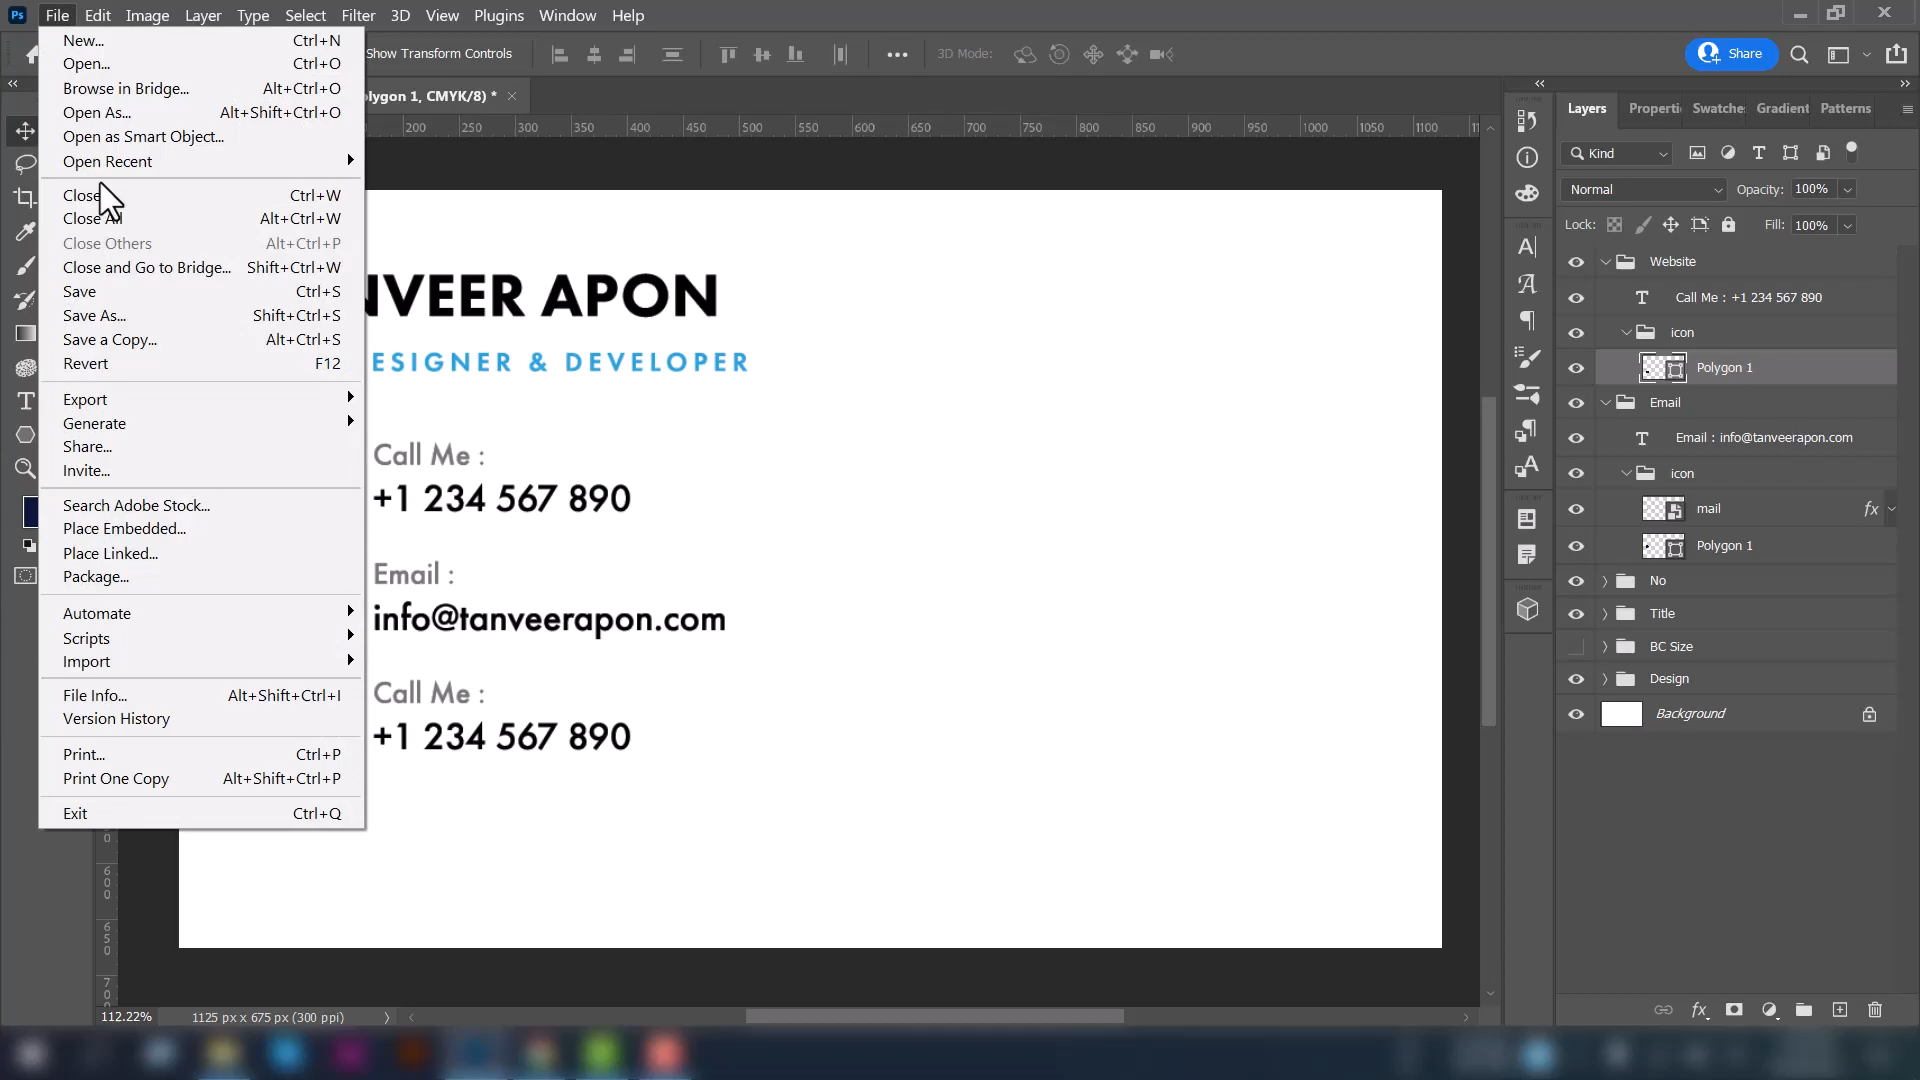 Ps File Edit Image Layer Type Select Filter 3D View Plugins Window Help
Show Transform Controls 3D Mode: Share
olygon 1, CMYK/8) * ×
200 250 300 350 400 450 500 550 600 650 700 750 800 850 900 950 1000 1050 1100
New... Ctrl+N
Open... Ctrl+O
Browse in Bridge... Alt+Ctrl+O
Open As... Alt+Shift+Ctrl+O
Open as Smart Object...
Open Recent
Close Ctrl+W
Close All Alt+Ctrl+W
Close Others Alt+Ctrl+P
Close and Go to Bridge... Shift+Ctrl+W
Save Ctrl+S
Save As... Shift+Ctrl+S
Save a Copy... Alt+Ctrl+S
Revert F12
Export
Generate
Share...
Invite...
Search Adobe Stock...
Place Embedded...
Place Linked...
Package...
Automate
Scripts
Import
File Info... Alt+Shift+Ctrl+I
Version History
Print... Ctrl+P
Print One Copy Alt+Shift+Ctrl+P
Exit Ctrl+Q
NVEER APON
ESIGNER & DEVELOPER
Call Me :
+1 234 567 890
Email :
info@tanveerapon.com
Call Me :
+1 234 567 890
600
650
700
112.22% 1125 px x 675 px (300 ppi)
Layers Properti Swatche Gradient Patterns
Kind
Normal Opacity: 100%
Lock: Fill: 100%
Website
T Call Me : +1 234 567 890
icon
Polygon 1
Email
T Email : info@tanveerapon.com
icon
mail fx
Polygon 1
No
Title
BC Size
Design
Background
fx